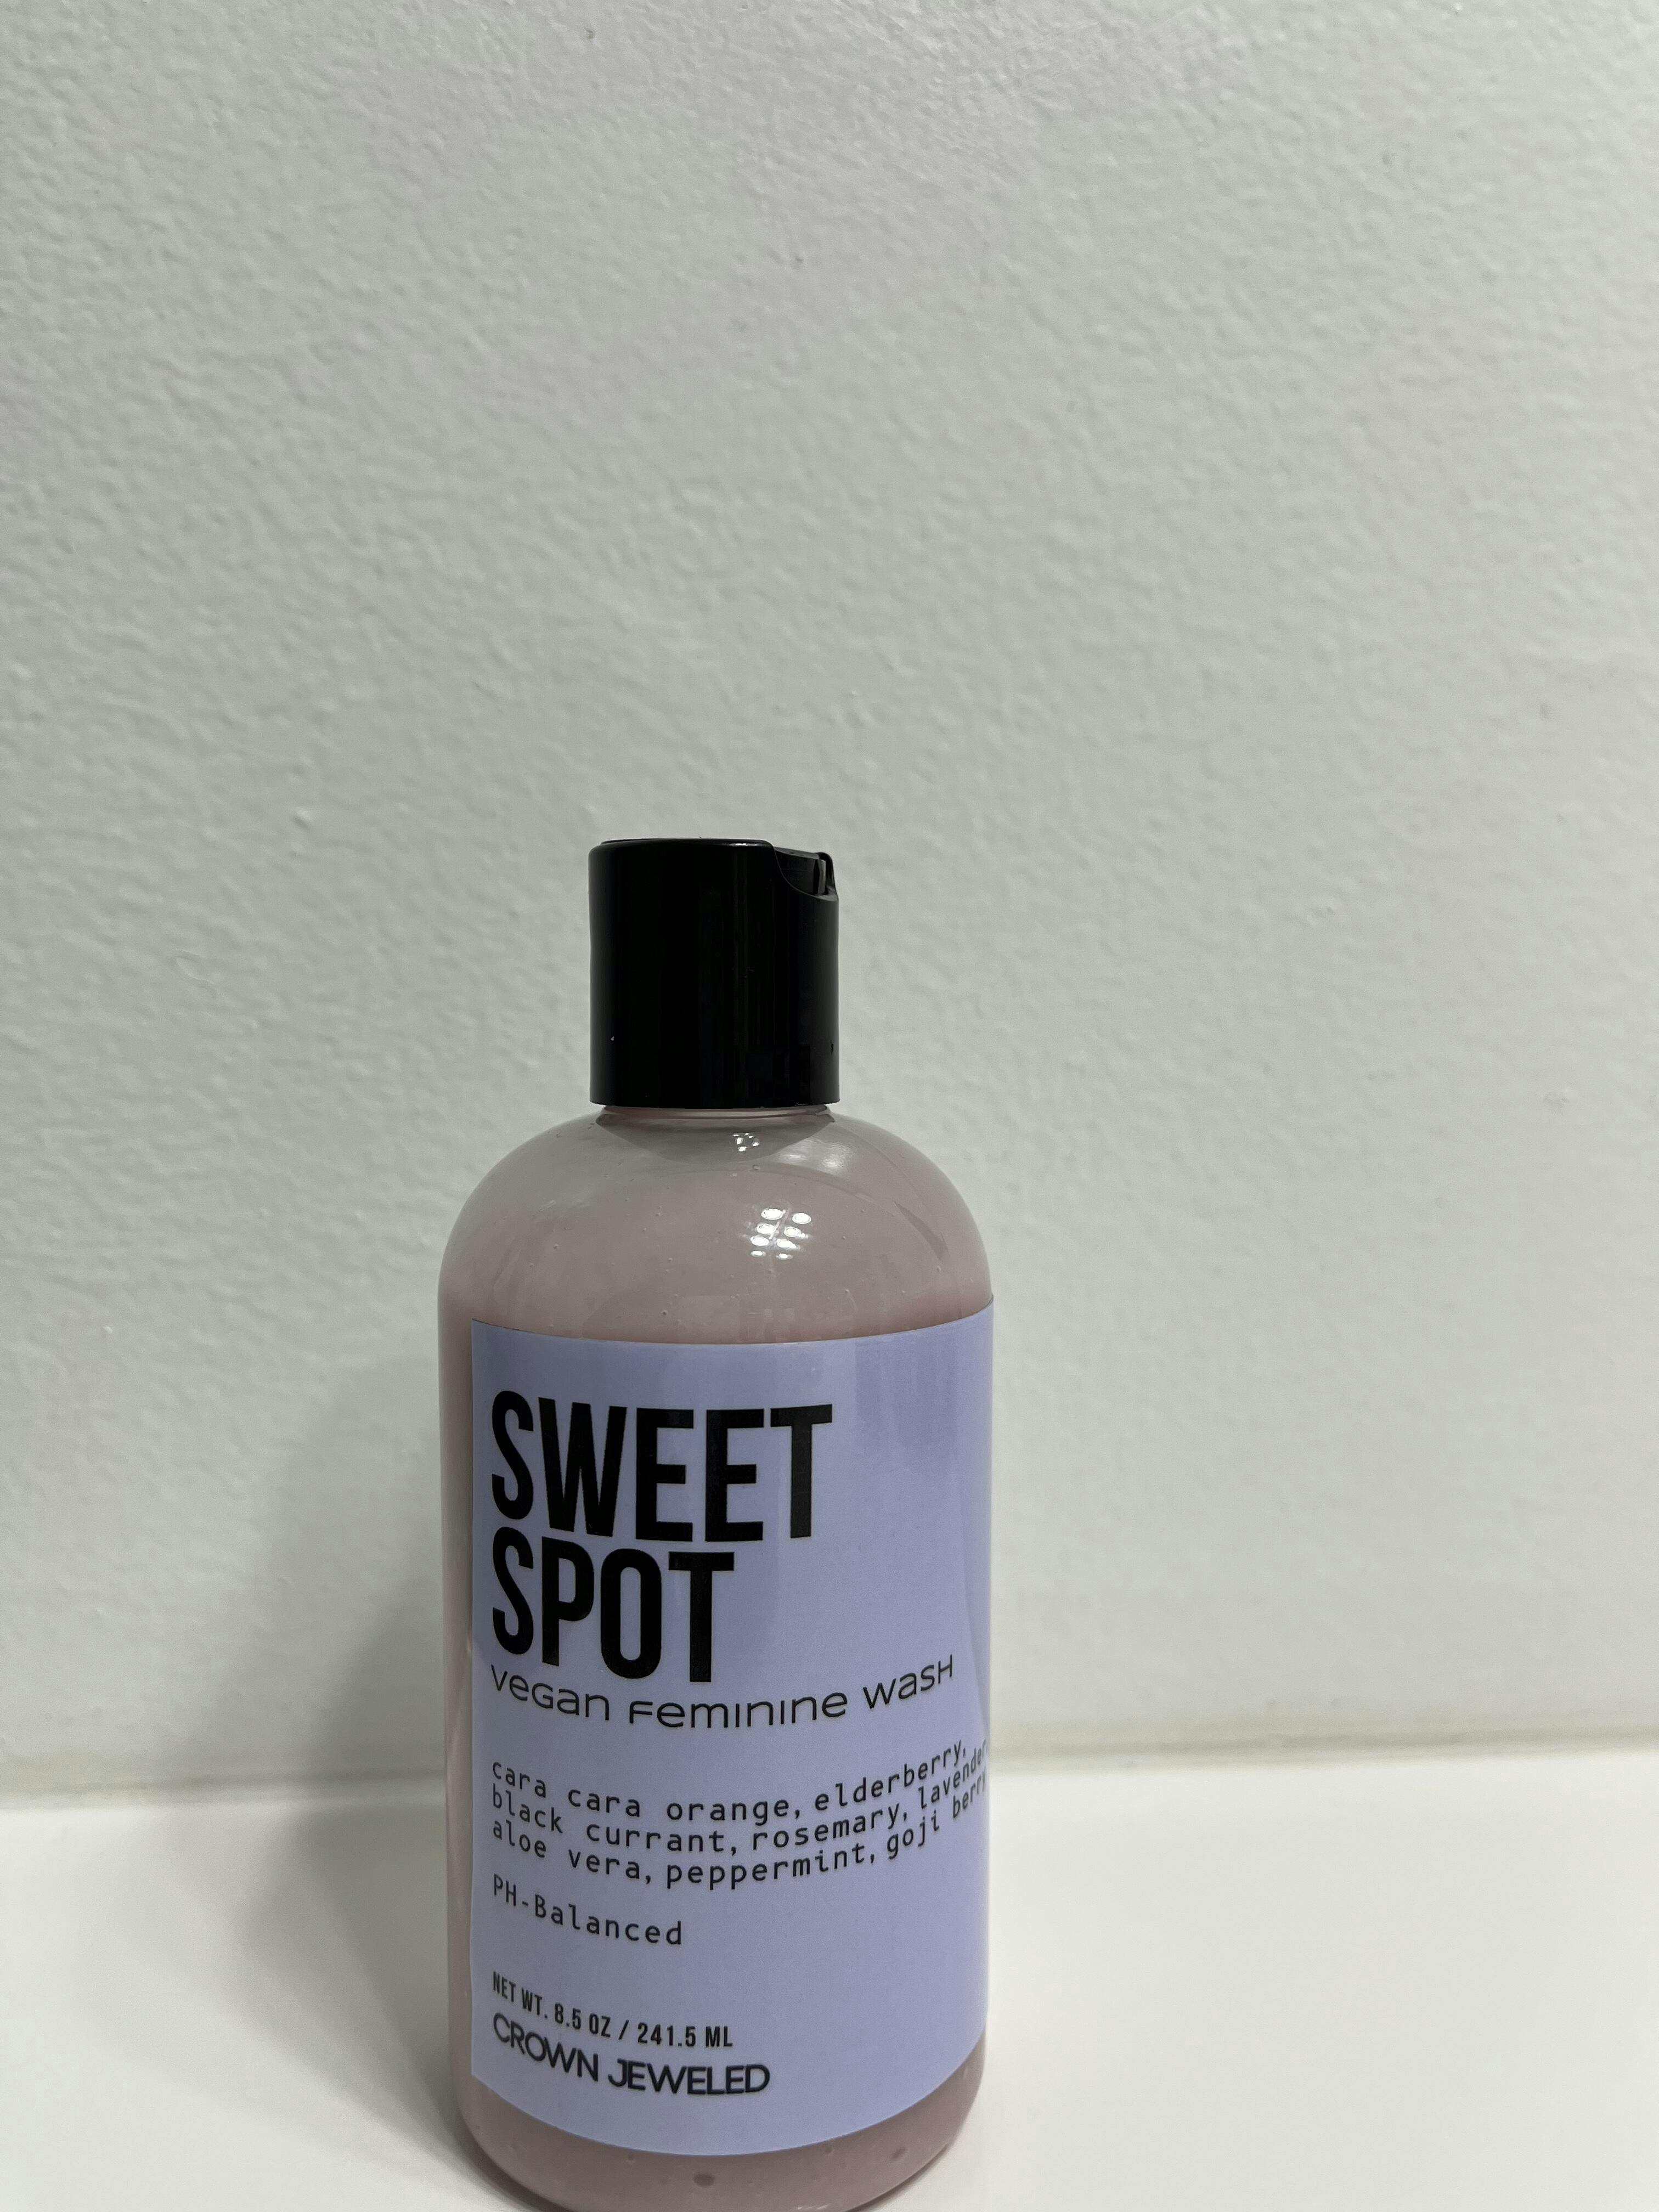 SWEET
SPOT
vegan feminine wash
cara cara orange, elderberry,
black currant, rosemary, lavender,
aloe vera, peppermint, goji berry
PH-Balanced
NET WT. 8.5 OZ / 241.5 ML
CROWN JEWELED